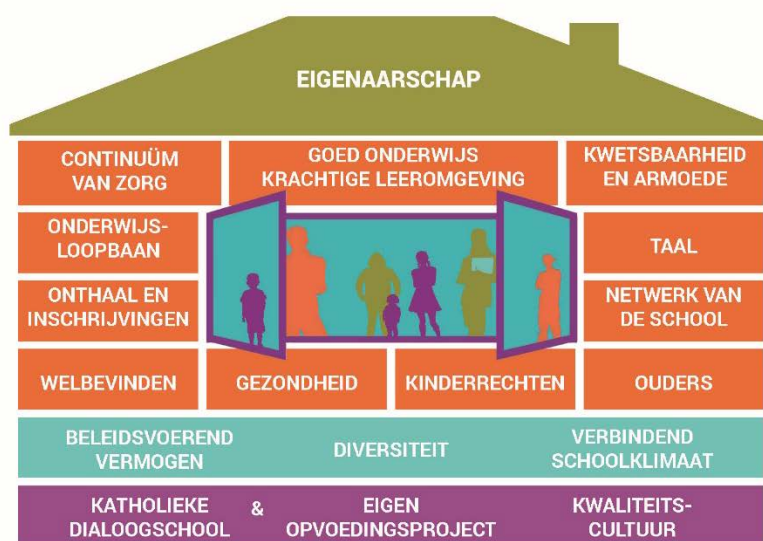 EIGENAARSCHAP
CONTINUÜM
VAN ZORG
GOED ONDERWIJS
KRACHTIGE LEEROMGEVING
KWETSBAARHEID
EN ARMOEDE
ONDERWIJS-
LOOPBAAN
TAAL
ONTHAAL EN
INSCHRIJVINGEN
NETWERK VAN
DE SCHOOL
WELBEVINDEN
GEZONDHEID
KINDERRECHTEN
OUDERS
BELEIDSVOEREND
VERMOGEN
DIVERSITEIT
VERBINDEND
SCHOOLKLIMAAT
KATHOLIEKE
DIALOOGSCHOOL
&
EIGEN
OPVOEDINGSPROJECT
KWALITEITS-
CULTUUR